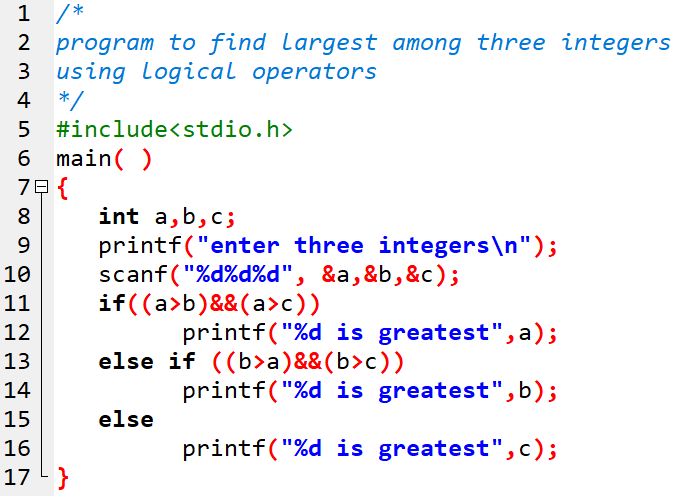 1 /*
2 program to find largest among three integers
3 using logical operators
4 */
5 #include<stdio.h>
6 main( )
7 {
8 int a,b,c;
9 printf("enter three integers\n");
10 scanf("%d%d%d", &a,&b,&c);
11 if((a>b)&&(a>c))
12 printf("%d is greatest",a);
13 else if ((b>a)&&(b>c))
14 printf("%d is greatest",b);
15 else
16 printf("%d is greatest",c);
17 }